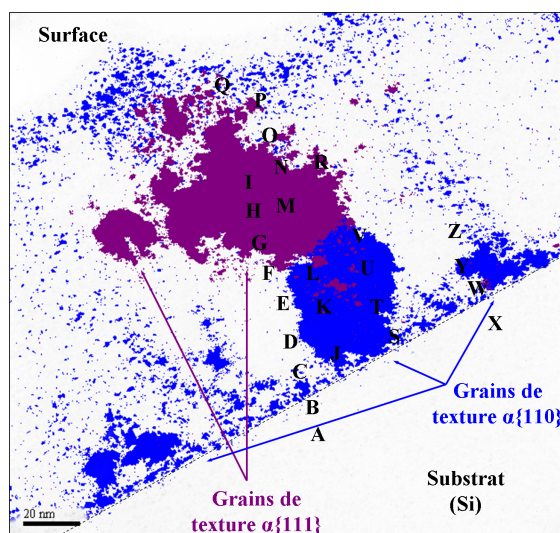 Surface
Q
P
O
N
R
I
M
H
G
V
Z
F
L
U
Y
E
K
T
W
D
S
X
J
C
B
A
Grains de
texture α{110}
Grains de
texture α{111}
Substrat
(Si)
20 nm